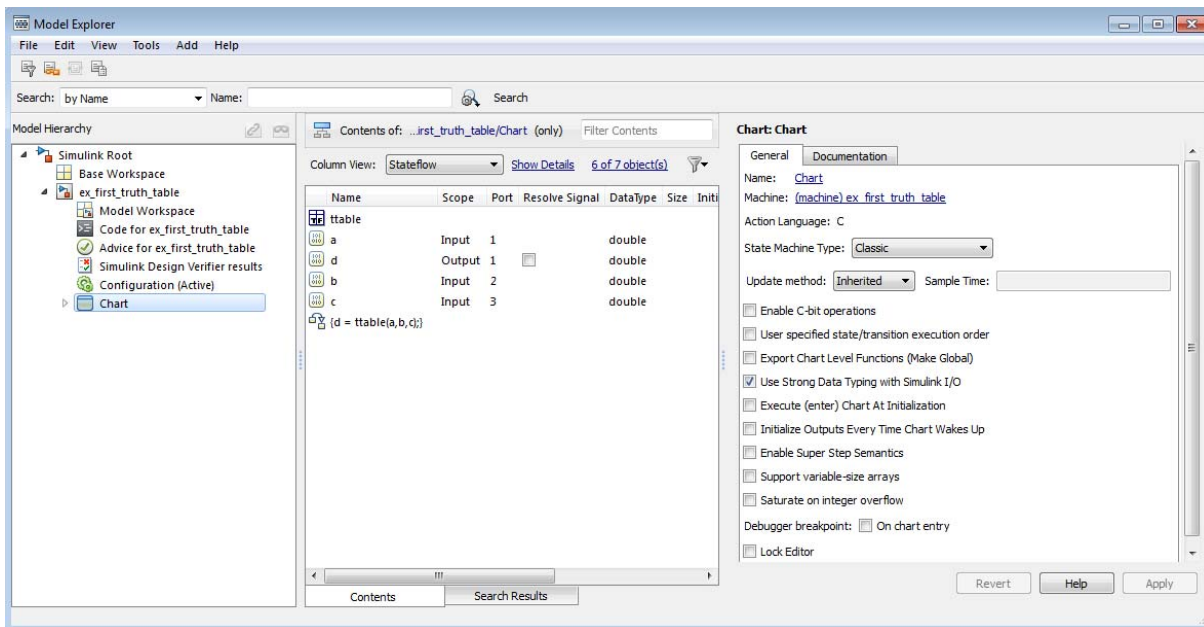 Model Explorer
File Edit View Tools Add Help
Search: by Name Name: Search
Model Hierarchy
Simulink Root
Base Workspace
ex_first_truth_table
Model Workspace
Code for ex_first_truth_table
Advice for ex_first_truth_table
Simulink Design Verifier results
Configuration (Active)
Chart
Contents of: ...irst_truth_table/Chart (only) Filter Contents
Column View: Stateflow Show Details 6 of 7 object(s)
Name Scope Port Resolve Signal DataType Size Initi
ttable
a Input 1 double
d Output 1 double
b Input 2 double
c Input 3 double
{d = ttable(a,b,c);}
Contents Search Results
Chart: Chart
General Documentation
Name: Chart
Machine: (machine) ex_first_truth_table
Action Language: C
State Machine Type: Classic
Update method: Inherited Sample Time:
Enable C-bit operations
User specified state/transition execution order
Export Chart Level Functions (Make Global)
Use Strong Data Typing with Simulink I/O
Execute (enter) Chart At Initialization
Initialize Outputs Every Time Chart Wakes Up
Enable Super Step Semantics
Support variable-size arrays
Saturate on integer overflow
Debugger breakpoint: On chart entry
Lock Editor
Revert Help Apply